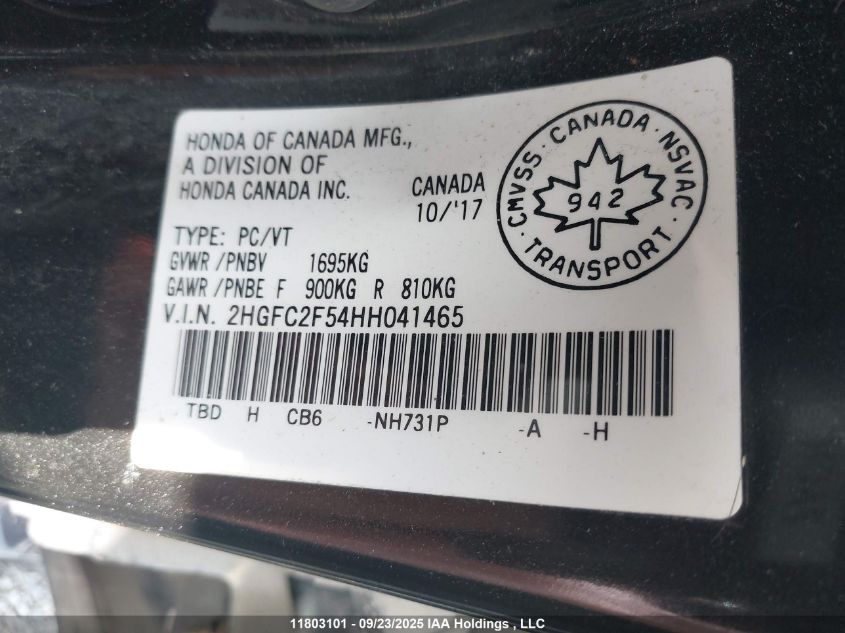 HONDA OF CANADA MFG.,
A DIVISION OF
HONDA CANADA INC.
CANADA
10/'17
TYPE: PC/VT
GVWR /PNBV 1695KG
GAWR /PNBE F 900KG R 810KG
V.I.N. 2HGFC2F54HH041465
TBD H CB6 -NH731P -A -H
· CANADA · NSVAC · TRANSPORT · CMVSS
942
11803101 - 09/23/2025 IAA Holdings , LLC